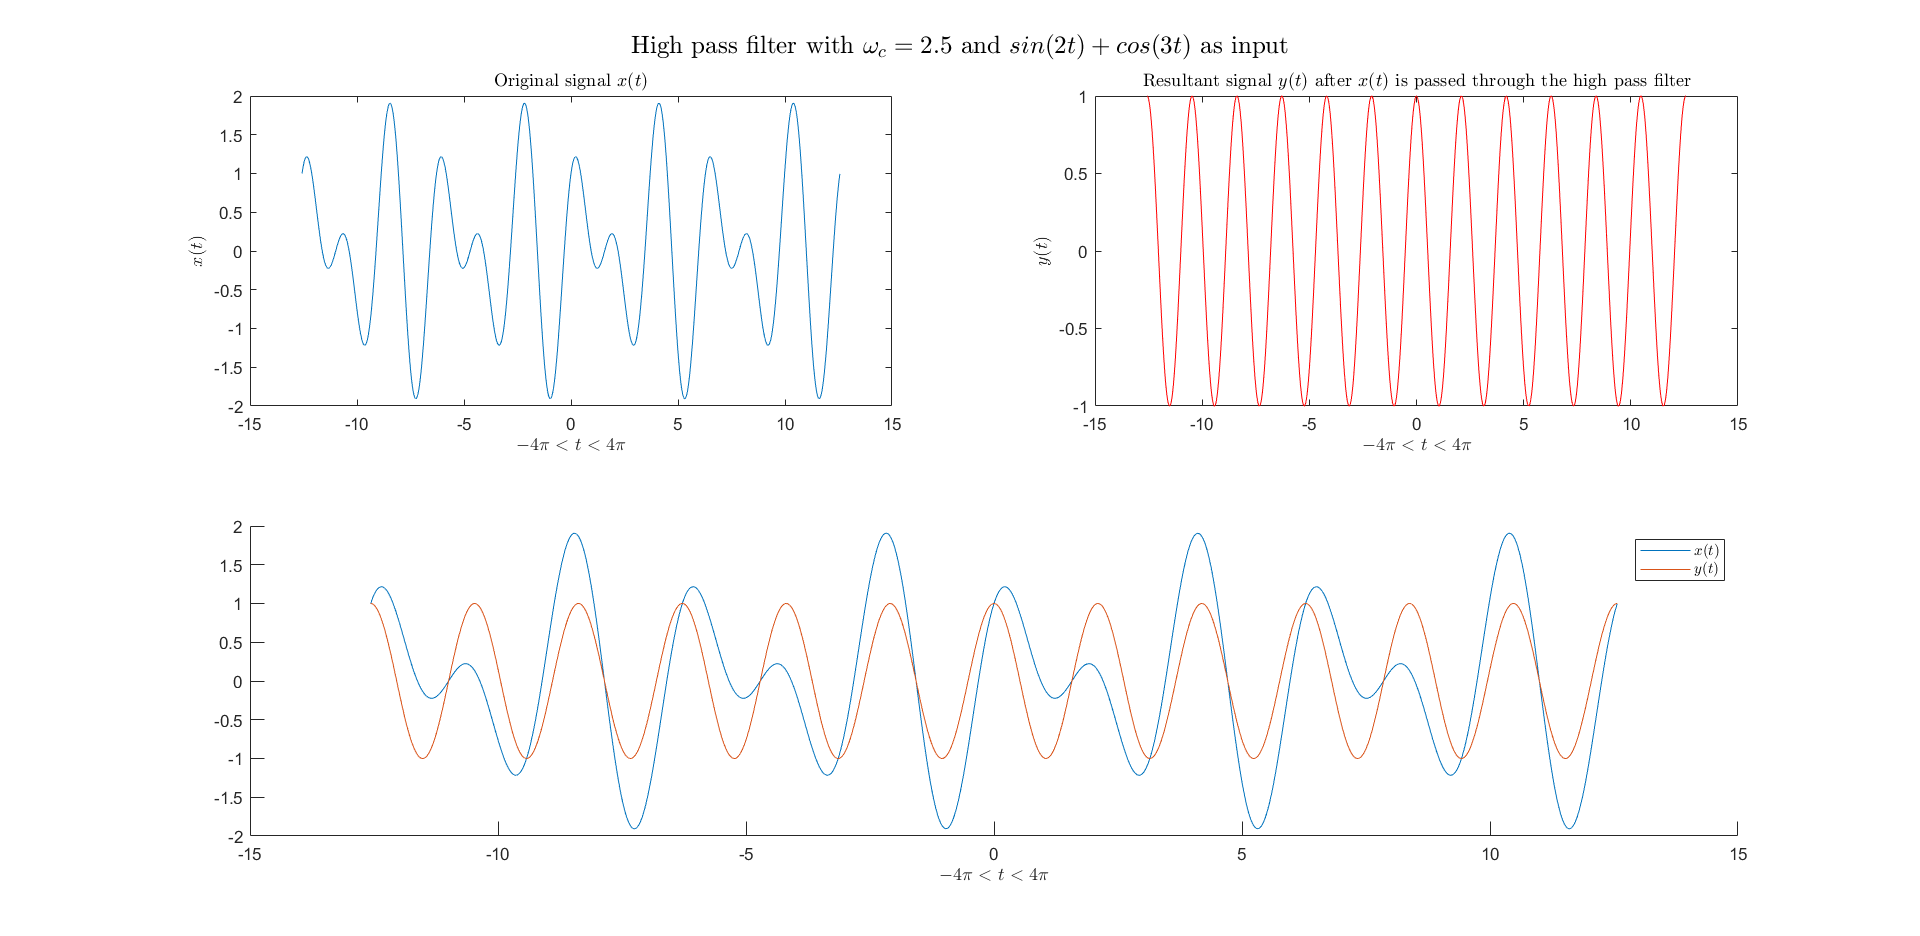 High pass filter with ω_c = 2.5 and sin(2t) + cos(3t) as input
Original signal x(t)
2
1.5
1
0.5
0
-0.5
-1
-1.5
-2
x(t)
-15 -10 -5 0 5 10 15
−4π < t < 4π
Resultant signal y(t) after x(t) is passed through the high pass filter
1
0.5
0
-0.5
-1
y(t)
-15 -10 -5 0 5 10 15
−4π < t < 4π
2
1.5
1
0.5
0
-0.5
-1
-1.5
-2
x(t)
y(t)
-15 -10 -5 0 5 10 15
−4π < t < 4π